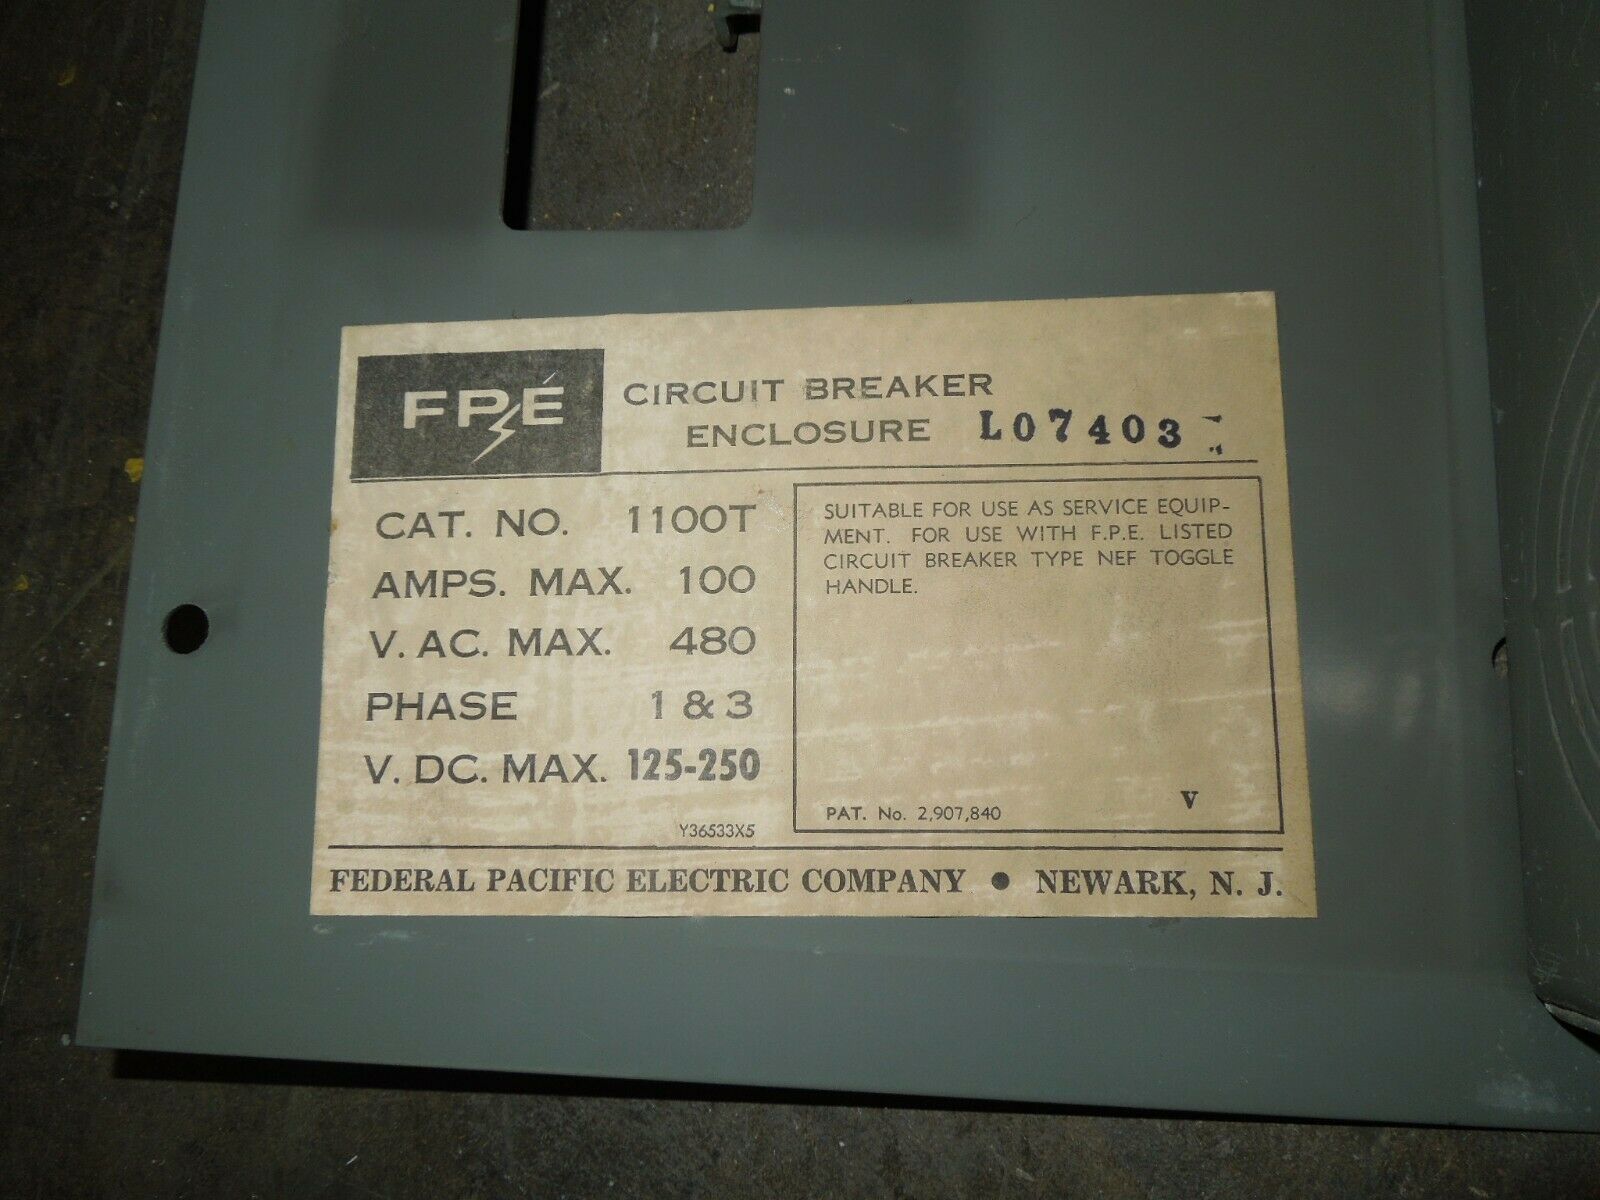 FPE
CIRCUIT BREAKER
ENCLOSURE L07403
CAT. NO. 1100T
AMPS. MAX. 100
V. AC. MAX. 480
PHASE 1 & 3
V. DC. MAX. 125-250
Y36533X5
SUITABLE FOR USE AS SERVICE EQUIP-
MENT. FOR USE WITH F.P.E. LISTED
CIRCUIT BREAKER TYPE NEF TOGGLE
HANDLE.
PAT. No. 2,907,840
V
FEDERAL PACIFIC ELECTRIC COMPANY • NEWARK, N. J.